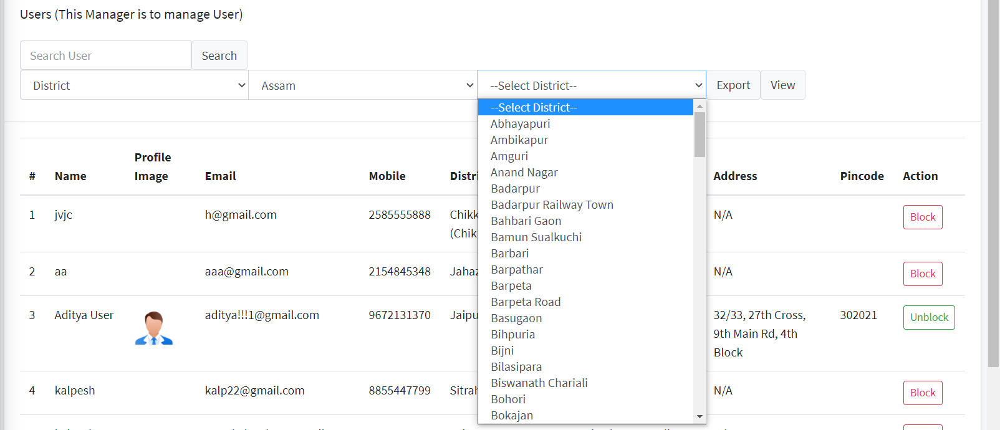 Users (This Manager is to manage User)
Search User Search
District Assam --Select District-- Export View
--Select District--
Abhayapuri
Ambikapur
Amguri
Anand Nagar
Badarpur
Badarpur Railway Town
Bahbari Gaon
Bamun Sualkuchi
Barbari
Barpathar
Barpeta
Barpeta Road
Basugaon
Bihpuria
Bijni
Bilasipara
Biswanath Chariali
Bohori
Bokajan
# Name Profile Image Email Mobile Distri Address Pincode Action
1 jvjc h@gmail.com 2585555888 Chikk N/A Block
(Chik
2 aa aaa@gmail.com 2154845348 Jahaz N/A Block
3 Aditya User aditya!!!1@gmail.com 9672131370 Jaipu 32/33, 27th Cross, 302021 Unblock
9th Main Rd, 4th
Block
4 kalpesh kalp22@gmail.com 8855447799 Sitrah N/A Block